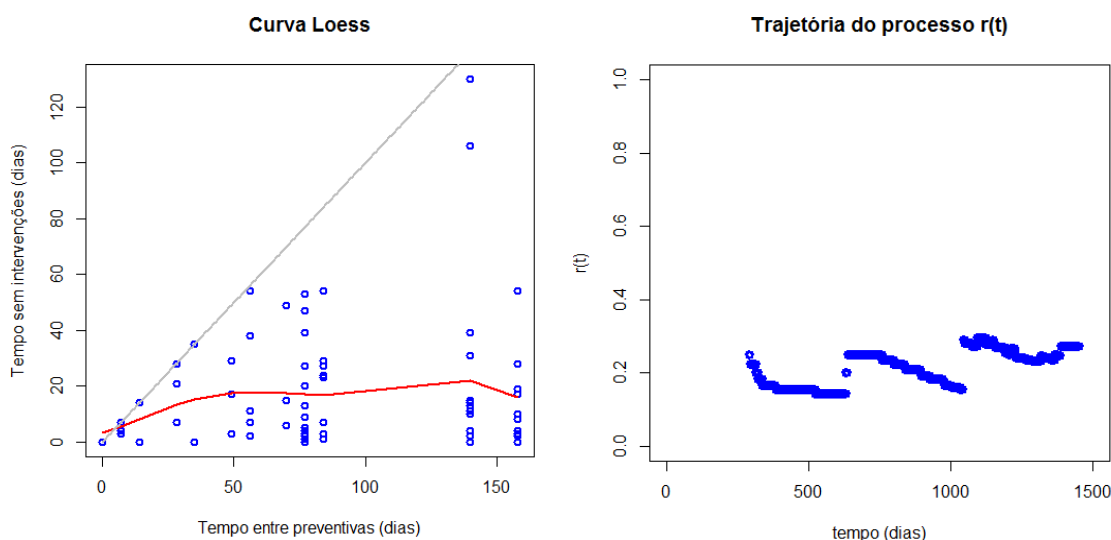 Curva Loess
Tempo sem intervenções (dias)
120
100
80
60
40
20
0
0 50 100 150
Tempo entre preventivas (dias)
Trajetória do processo r(t)
r(t)
1.0
0.8
0.6
0.4
0.2
0.0
0 500 1000 1500
tempo (dias)